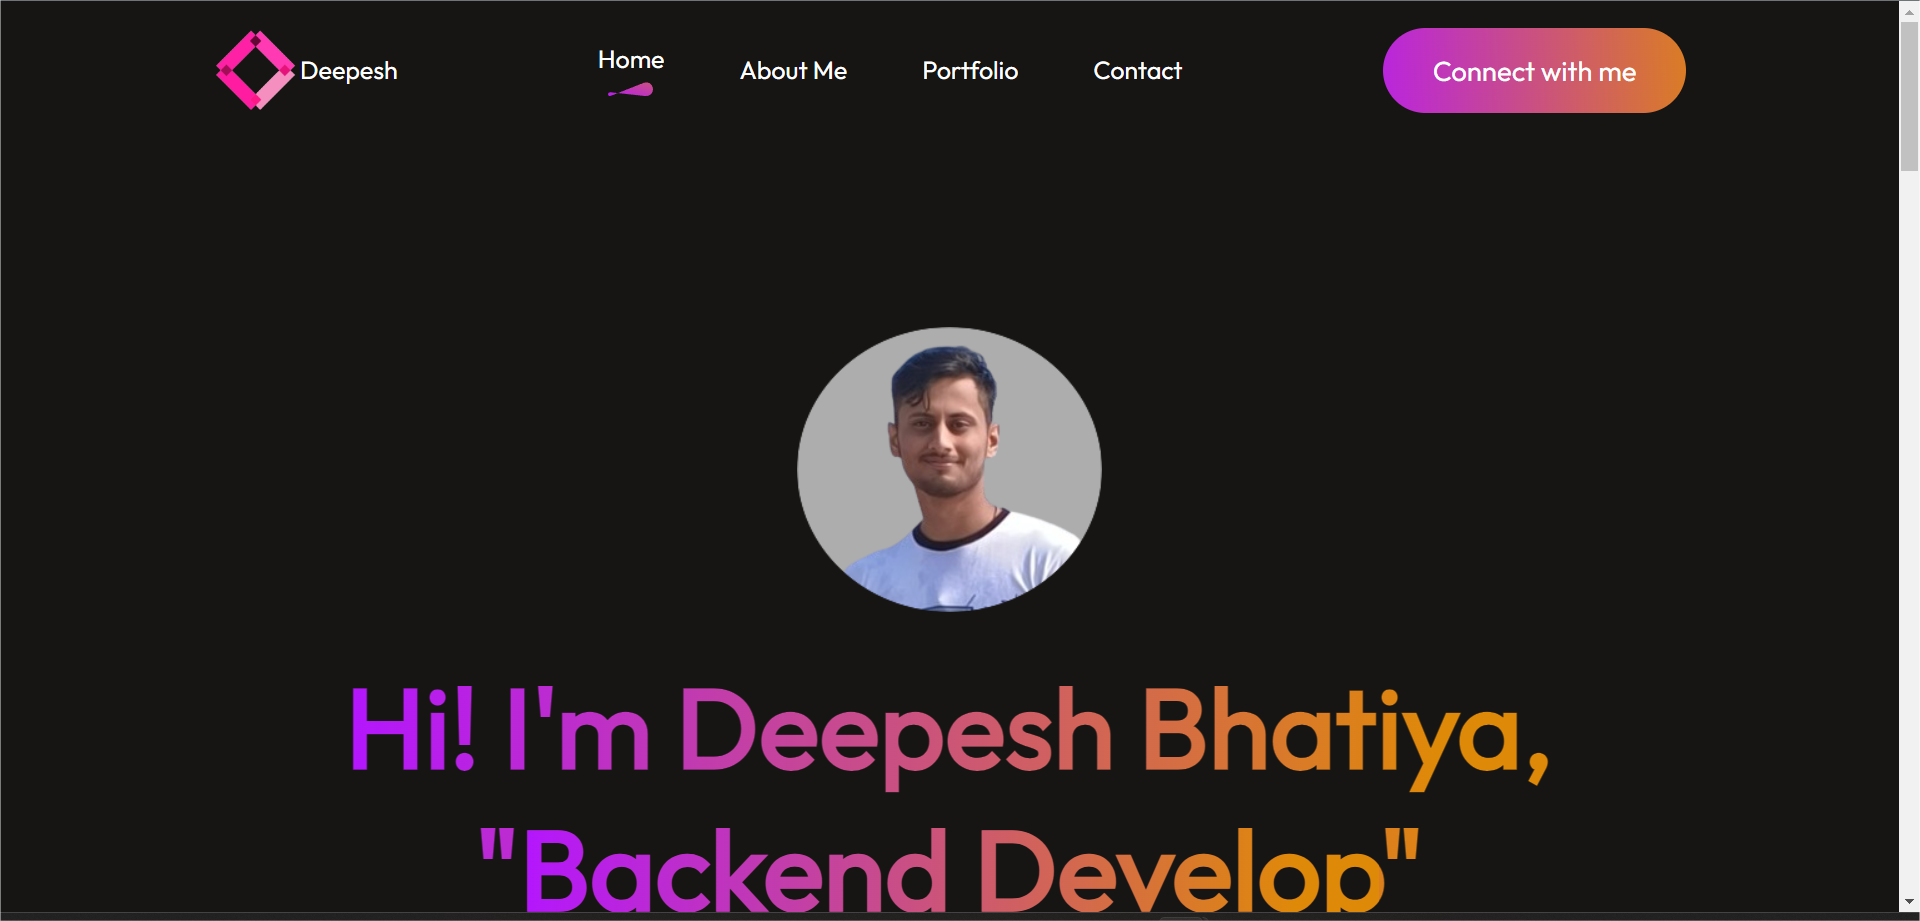 Deepesh
Home
About Me
Portfolio
Contact
Connect with me
Hi! I'm Deepesh Bhatiya,
"Backend Develop"